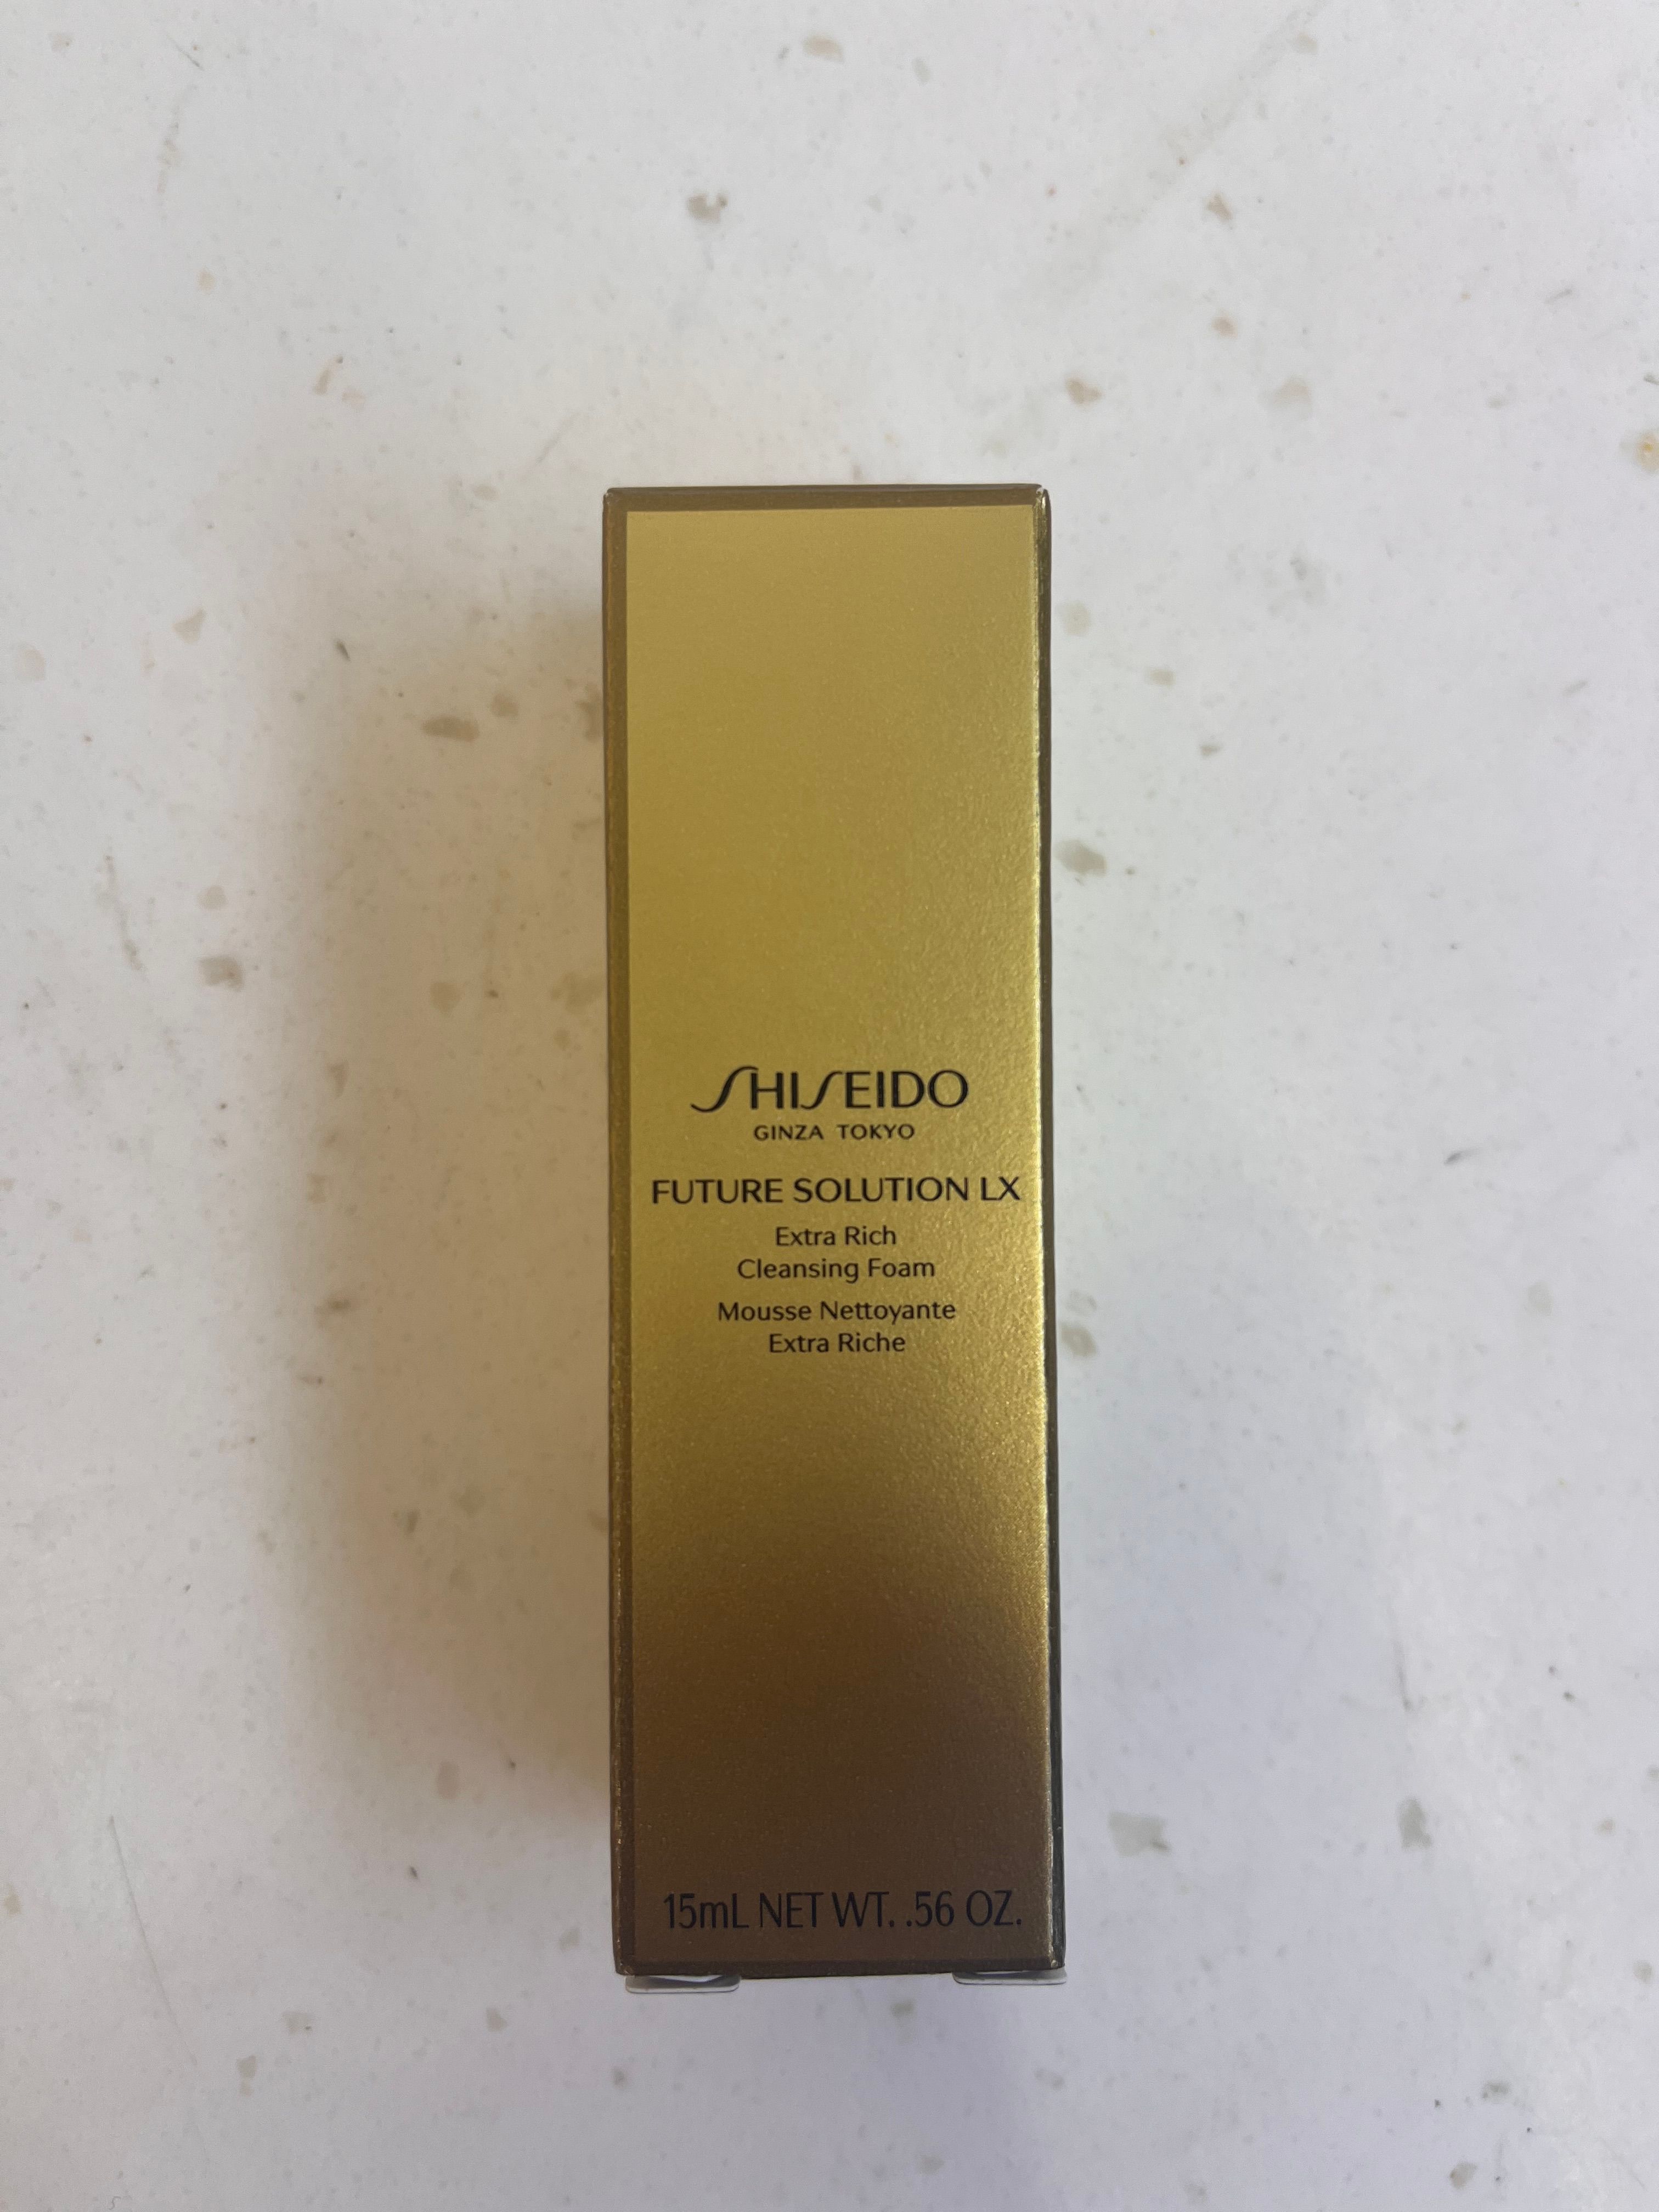 SHISEIDO
GINZA TOKYO
FUTURE SOLUTION LX
Extra Rich
Cleansing Foam
Mousse Nettoyante
Extra Riche
15mL NET WT. .56 OZ.